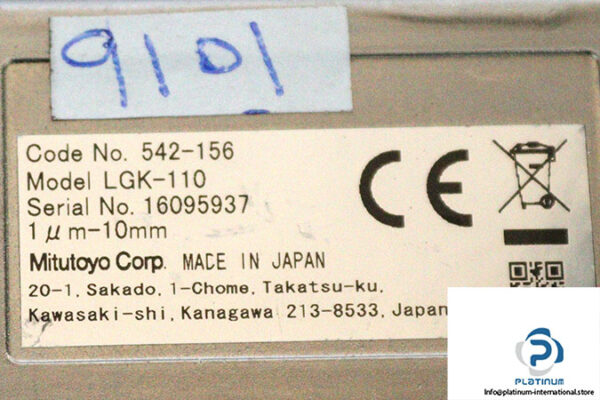 9101
Code No. 542-156
Model LGK-110
Serial No. 16095937
1μm-10mm
Mitutoyo Corp. MADE IN JAPAN
20-1, Sakado, 1-Chome, Takatsu-ku,
Kawasaki-shi, Kanagawa 213-8533, Japan
CE
PLATINUM
Info@platinum-international.store